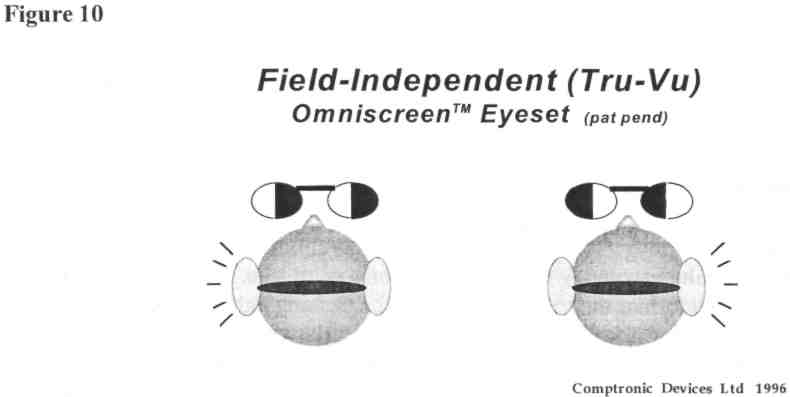 Figure 10
Field-Independent (Tru-Vu)
Omniscreen™ Eyeset (pat pend)
Comptronic Devices Ltd 1996